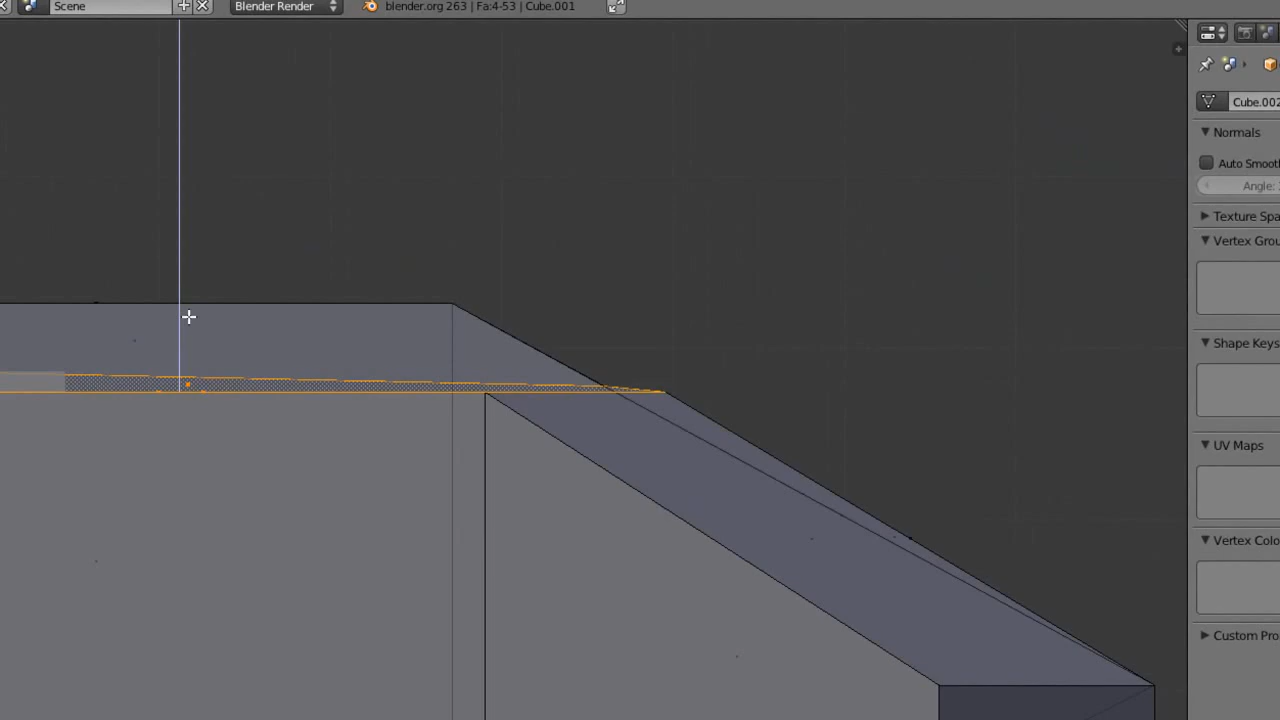 Scene
Blender Render
blender.org 263 | Fa:4-53 | Cube.001
Cube.002
Normals
Auto Smooth
Angle:
Texture Spa
Vertex Grou
Shape Keys
UV Maps
Vertex Colo
Custom Pro